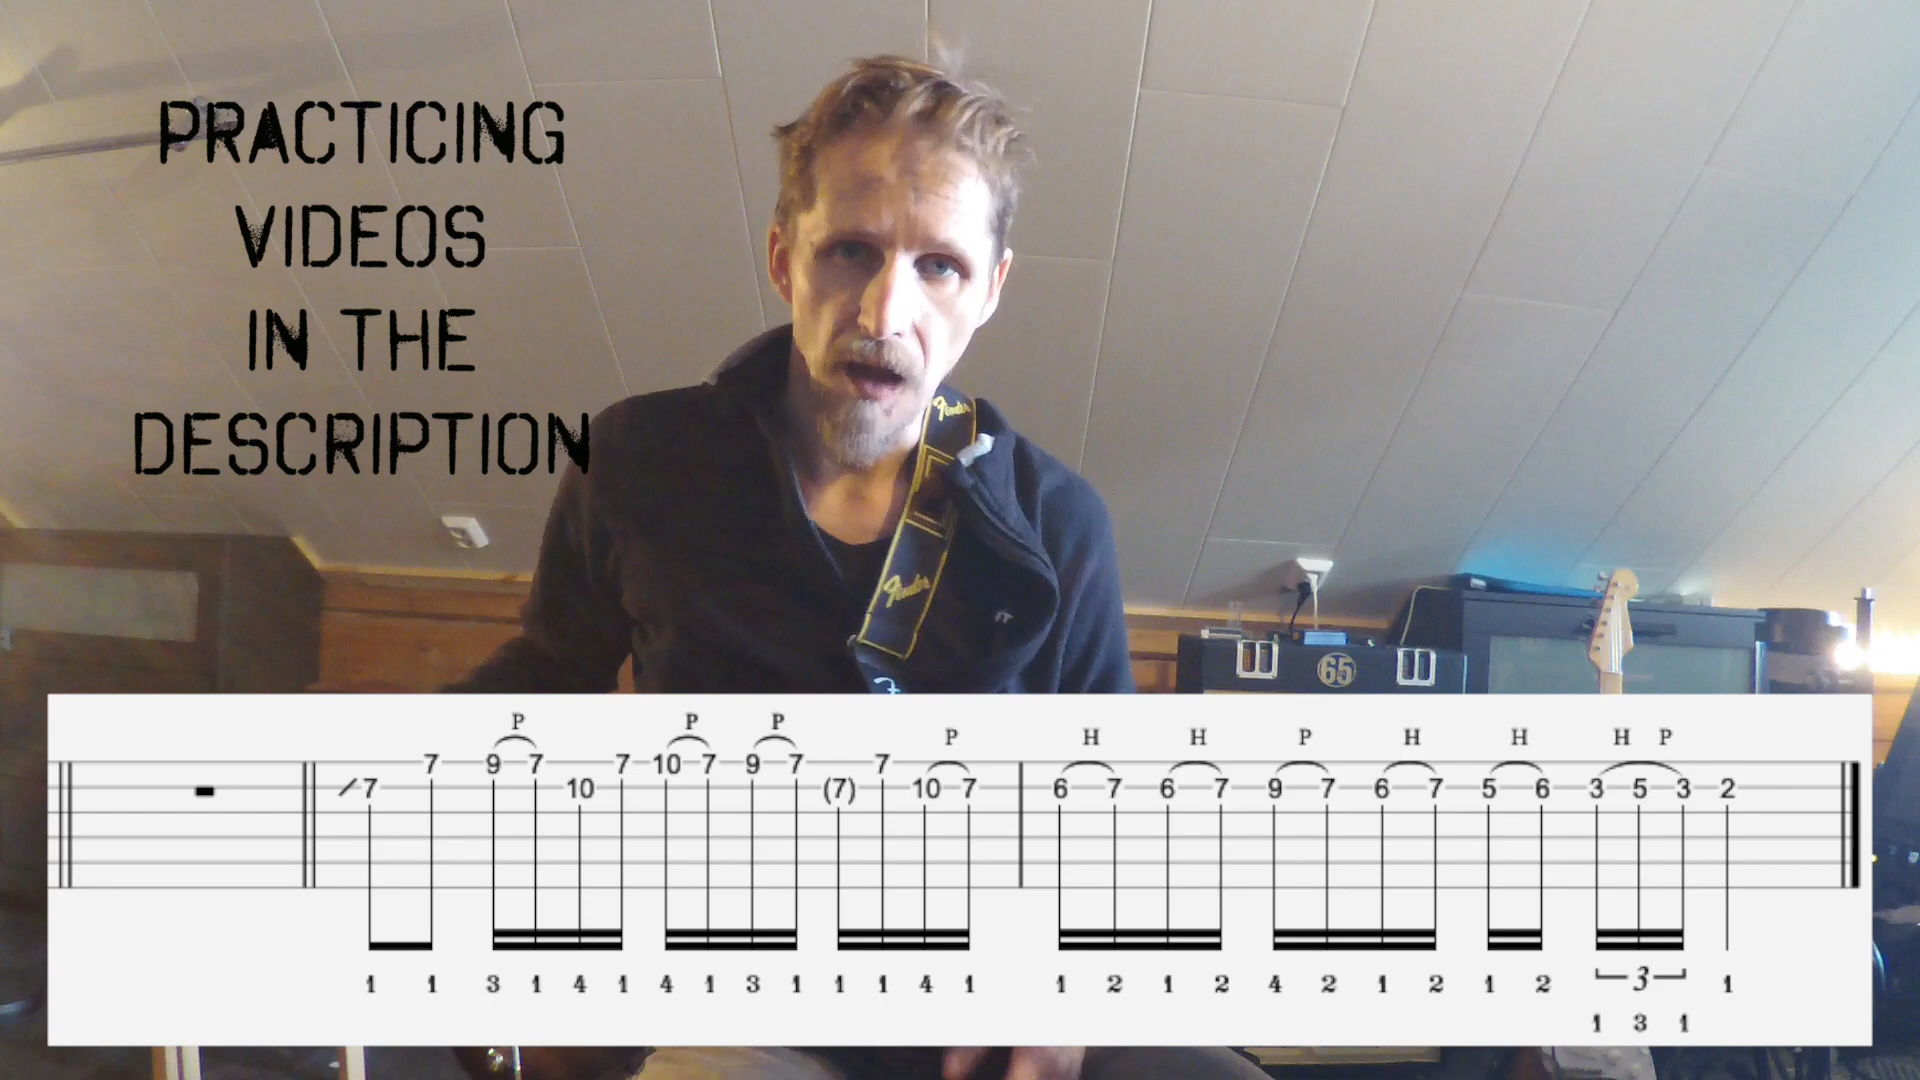 PRACTICING
VIDEOS
IN THE
DESCRIPTION
Fender
Fender
65
P P P P H H P H H H P
7 9 7 7 10 7 9 7 7
7 10 (7) 10 7 6 7 6 7 9 7 6 7 5 6 3 5 3 2
1 1 3 1 4 1 4 1 3 1 1 1 4 1 1 2 1 2 4 2 1 2 1 2 3 1
1 3 1